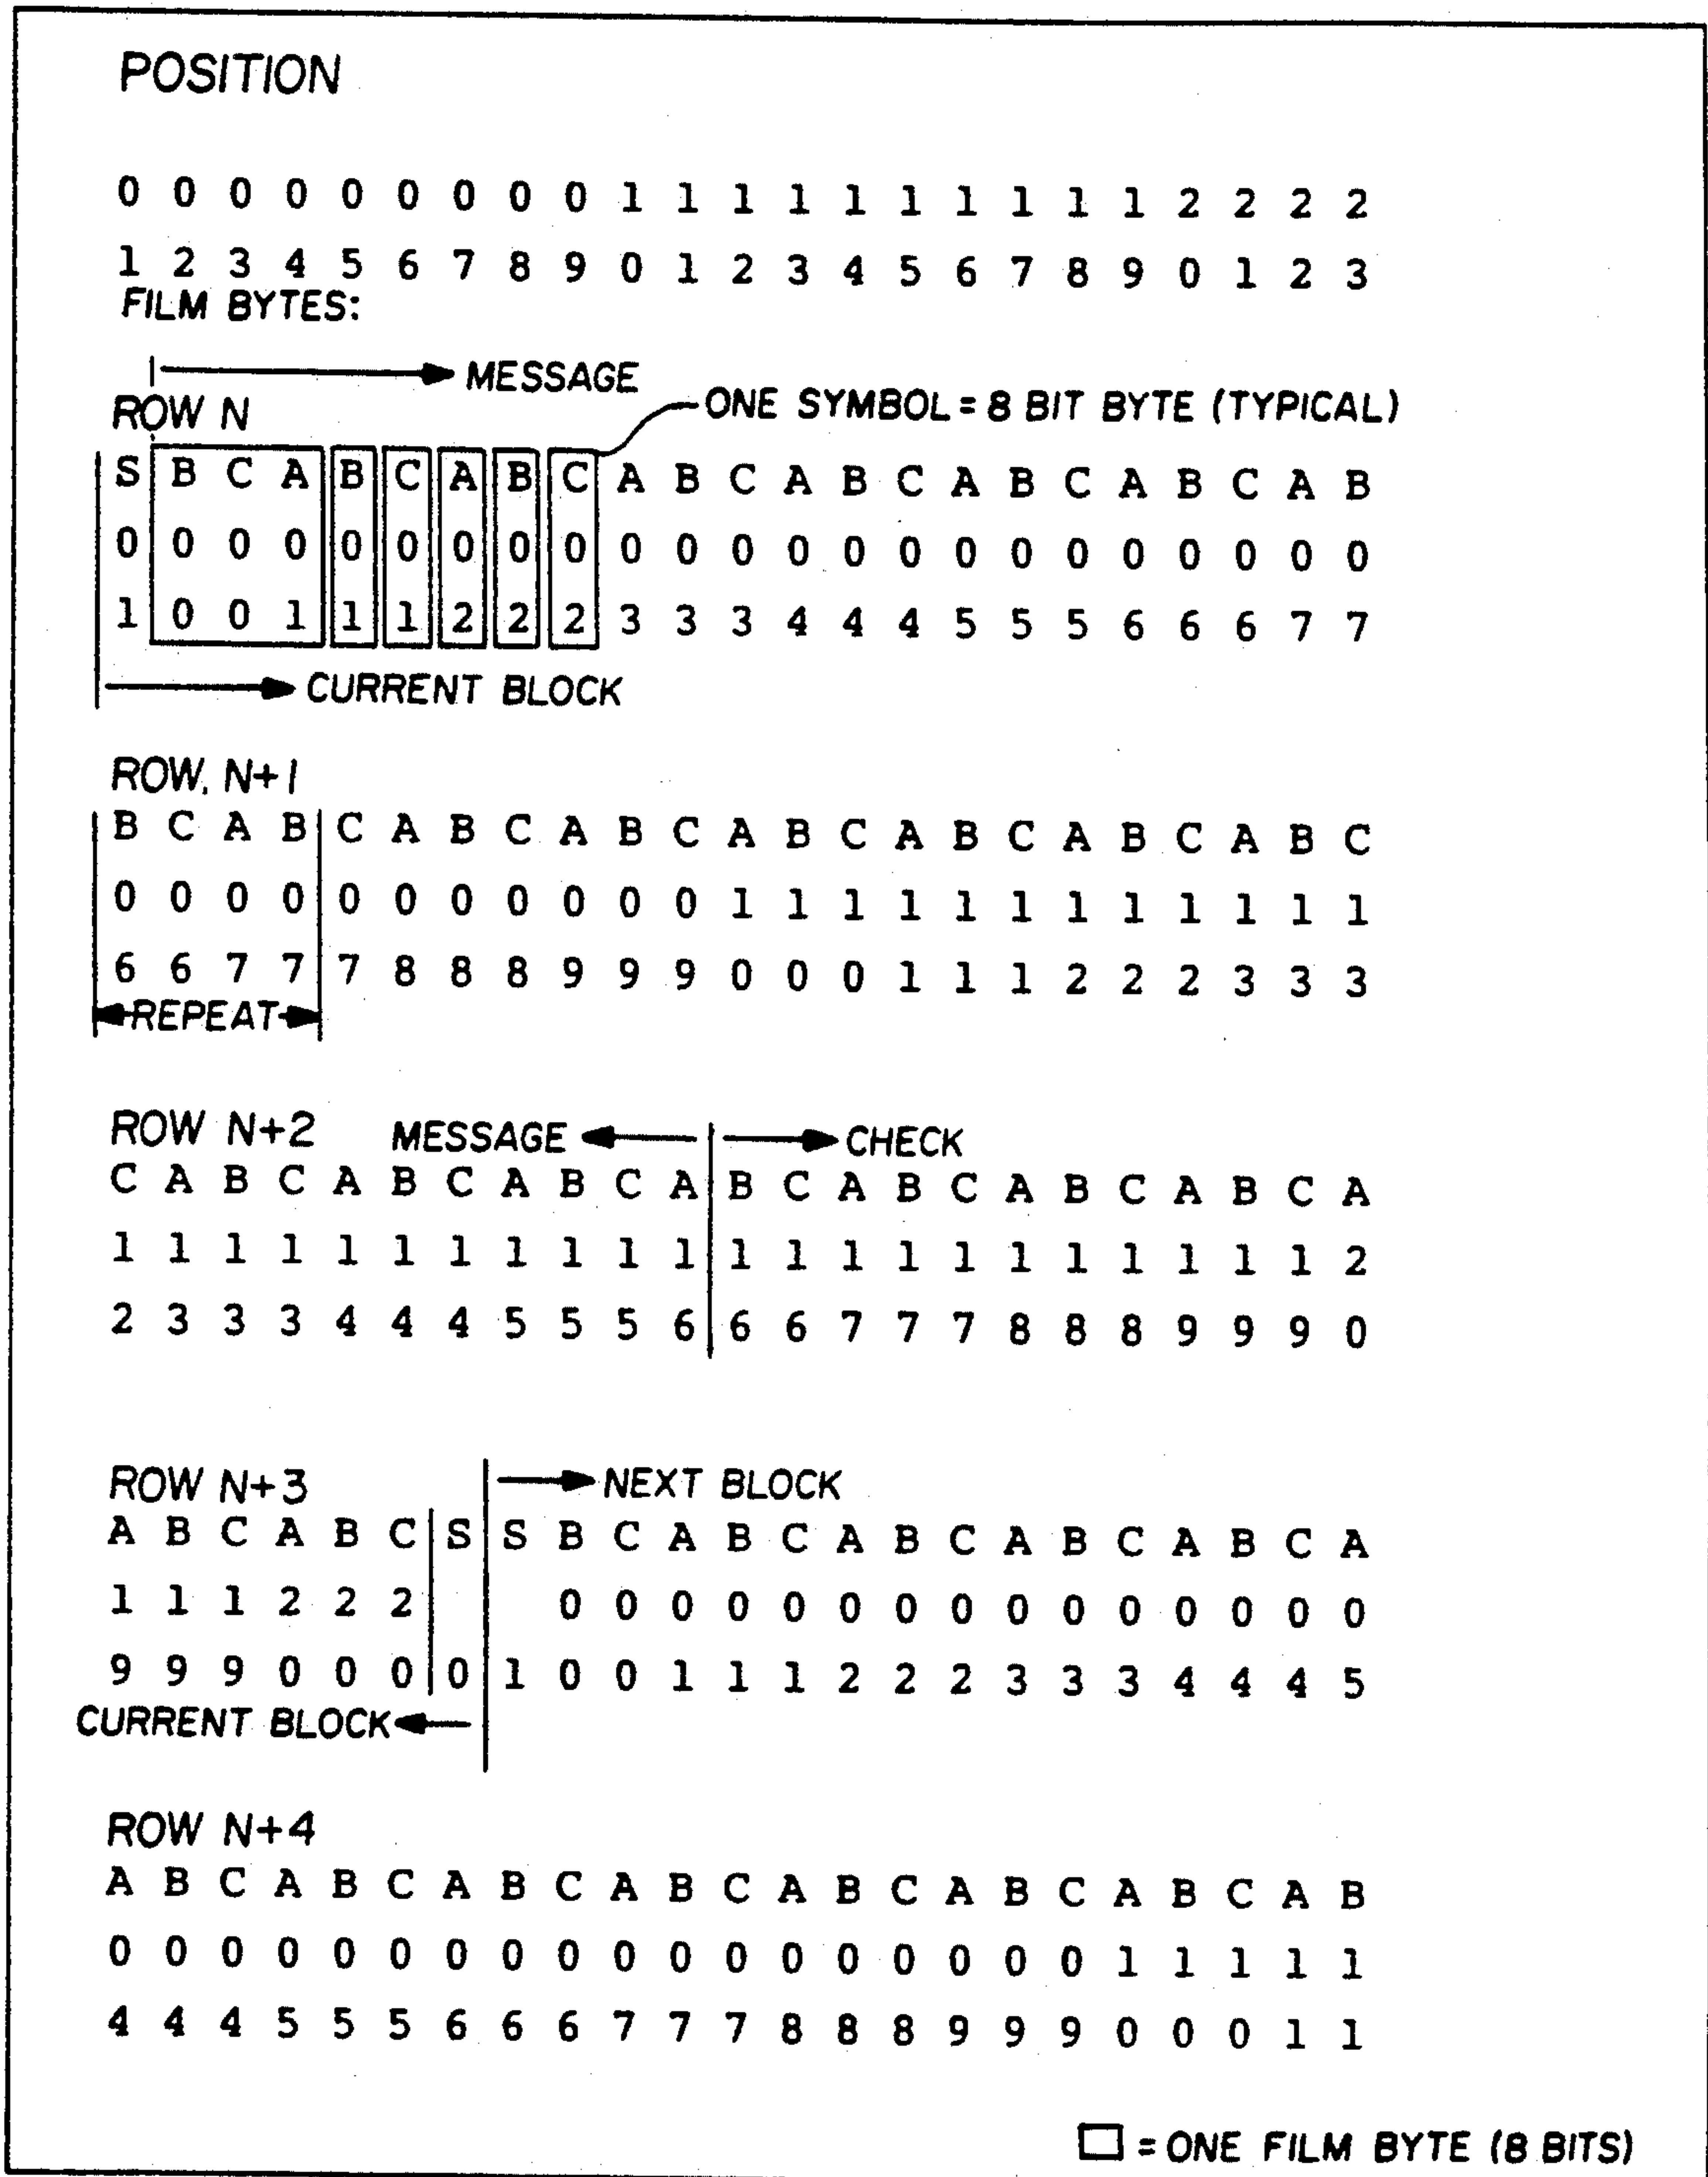 POSITION
0 0 0 0 0 0 0 0 0 1 1 1 1 1 1 1 1 1 1 2 2 2 2
1 2 3 4 5 6 7 8 9 0 1 2 3 4 5 6 7 8 9 0 1 2 3
FILM BYTES:
MESSAGE
ROW N
ONE SYMBOL = 8 BIT BYTE (TYPICAL)
S B C A B C A B C A B C A B C A B C A B C A B
0 0 0 0 0 0 0 0 0 0 0 0 0 0 0 0 0 0 0 0 0 0 0
1 0 0 1 1 1 2 2 2 3 3 3 4 4 4 5 5 5 6 6 6 7 7
CURRENT BLOCK
ROW. N+1
B C A B C A B C A B C A B C A B C A B C A B C
0 0 0 0 0 0 0 0 0 0 0 1 1 1 1 1 1 1 1 1 1 1 1
6 6 7 7 7 8 8 8 9 9 9 0 0 0 1 1 1 2 2 2 3 3 3
REPEAT
ROW N+2 MESSAGE CHECK
C A B C A B C A B C A B C A B C A B C A B C A
1 1 1 1 1 1 1 1 1 1 1 1 1 1 1 1 1 1 1 1 1 1 2
2 3 3 3 4 4 4 5 5 5 6 6 6 7 7 7 8 8 8 9 9 9 0
ROW N+3 NEXT BLOCK
A B C A B C S S B C A B C A B C A B C A B C A
1 1 1 2 2 2 0 0 0 0 0 0 0 0 0 0 0 0 0 0 0
9 9 9 0 0 0 0 1 0 0 1 1 1 2 2 2 3 3 3 4 4 4 5
CURRENT BLOCK
ROW N+4
A B C A B C A B C A B C A B C A B C A B C A B
0 0 0 0 0 0 0 0 0 0 0 0 0 0 0 0 0 0 1 1 1 1 1
4 4 4 5 5 5 6 6 6 7 7 7 8 8 8 9 9 9 0 0 0 1 1
= ONE FILM BYTE (8 BITS)